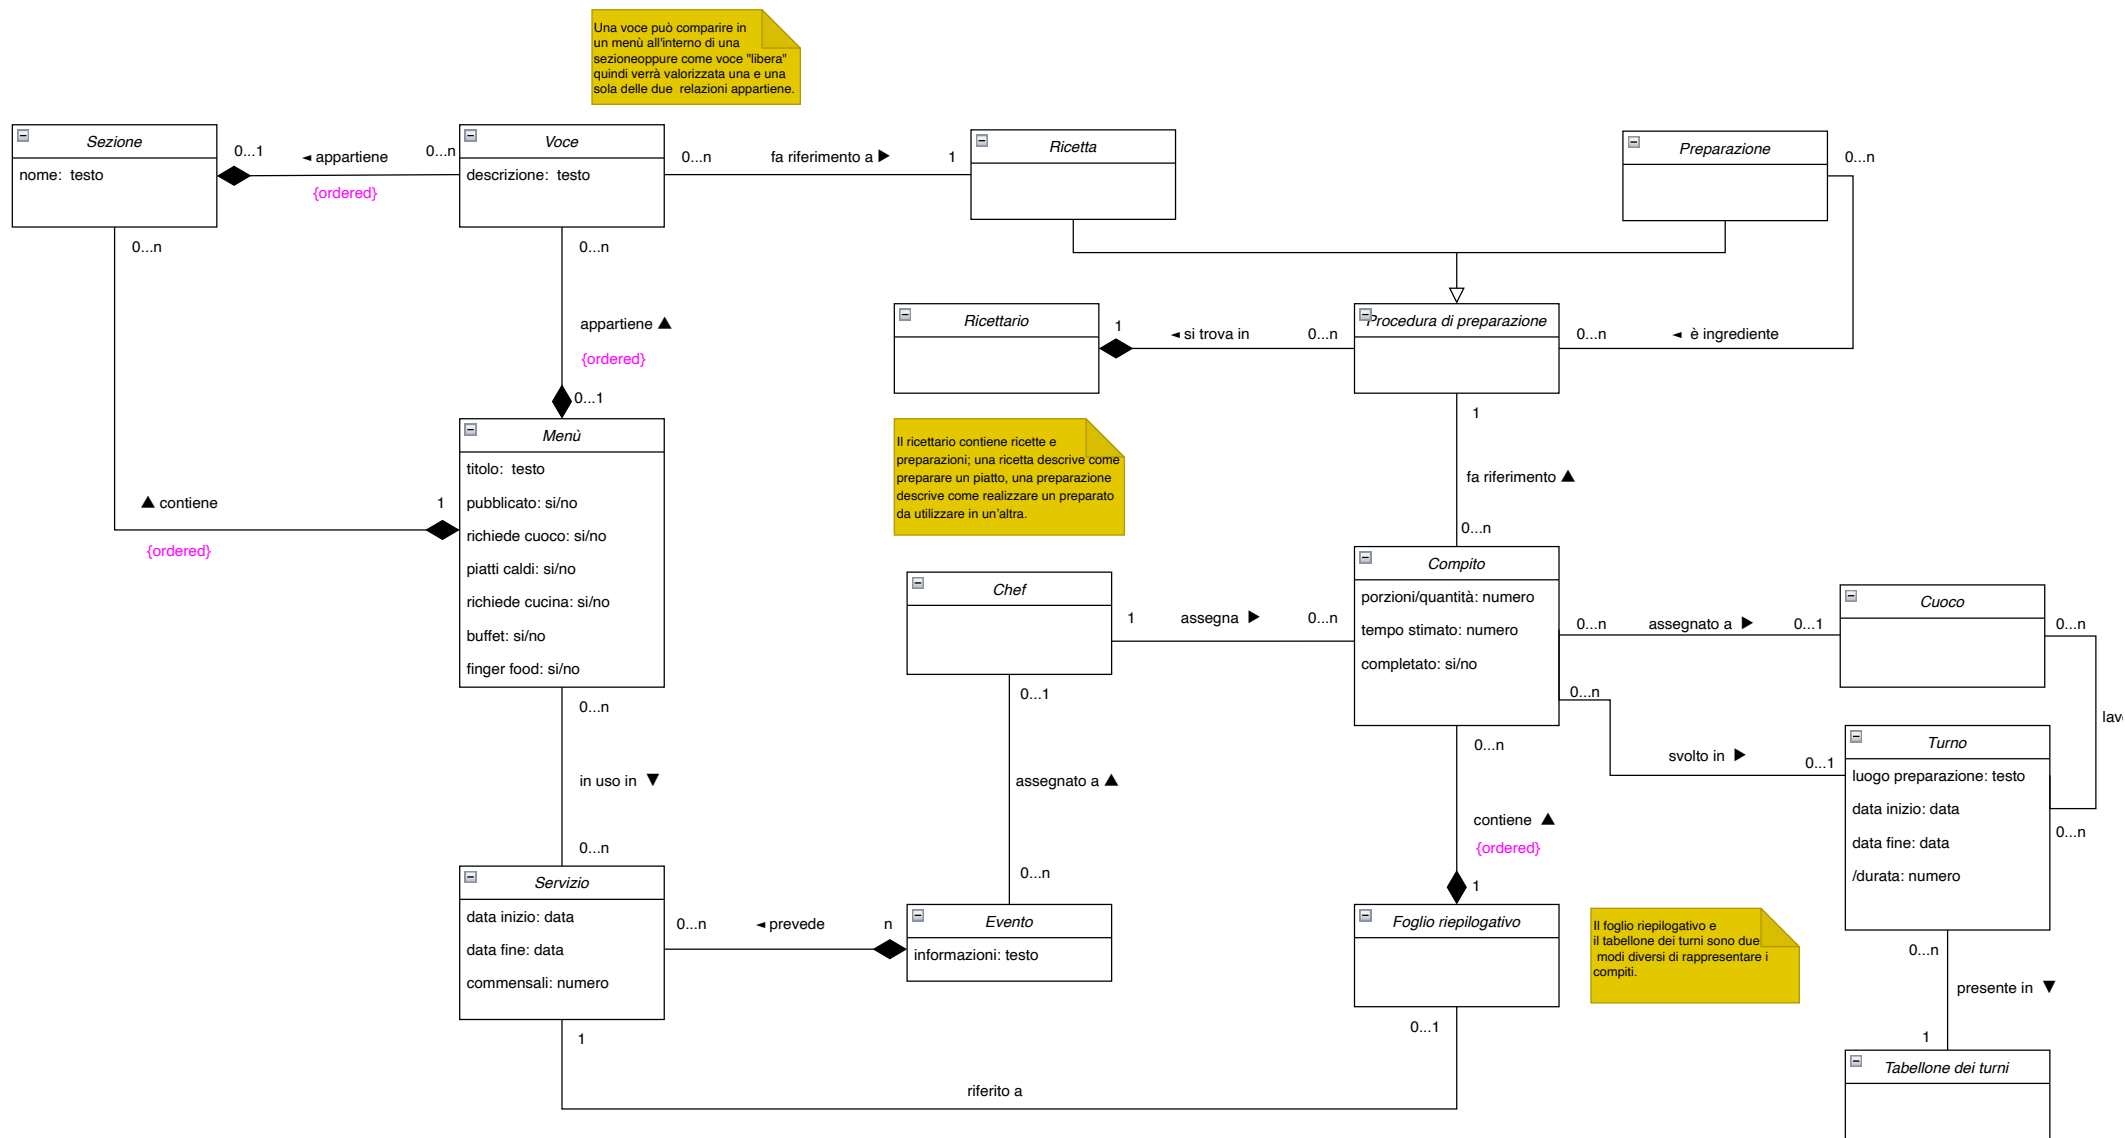 Una voce può comparire in
un menù all'interno di una
sezioneoppure come voce "libera"
quindi verrà valorizzata una e una
sola delle due relazioni appartiene.
Sezione
nome: testo
0...1
◄ appartiene
0...n
{ordered}
Voce
descrizione: testo
0...n
fa riferimento a ▶
1
Ricetta
Preparazione
0...n
0...n
0...n
appartiene ▲
{ordered}
0...1
Ricettario
1
◄ si trova in
0...n
Procedura di preparazione
0...n
◄ è ingrediente
1
Menù
titolo: testo
pubblicato: si/no
richiede cuoco: si/no
piatti caldi: si/no
richiede cucina: si/no
buffet: si/no
finger food: si/no
▲ contiene
1
{ordered}
Il ricettario contiene ricette e
preparazioni; una ricetta descrive come
preparare un piatto, una preparazione
descrive come realizzare un preparato
da utilizzare in un'altra.
fa riferimento ▲
0...n
Chef
1
assegna ▶
0...n
Compito
porzioni/quantità: numero
tempo stimato: numero
completato: si/no
0...n
assegnato a ▶
0...1
Cuoco
0...n
0...n
svolto in ▶
0...1
Turno
luogo preparazione: testo
data inizio: data
data fine: data
/durata: numero
0...n
0...n
in uso in ▼
0...n
0...1
assegnato a ▲
0...n
0...n
contiene ▲
{ordered}
1
Servizio
data inizio: data
data fine: data
commensali: numero
0...n
◄ prevede
n
Evento
informazioni: testo
Foglio riepilogativo
Il foglio riepilogativo e
il tabellone dei turni sono due
modi diversi di rappresentare i
compiti.
0...n
presente in ▼
1
Tabellone dei turni
1
riferito a
0...1